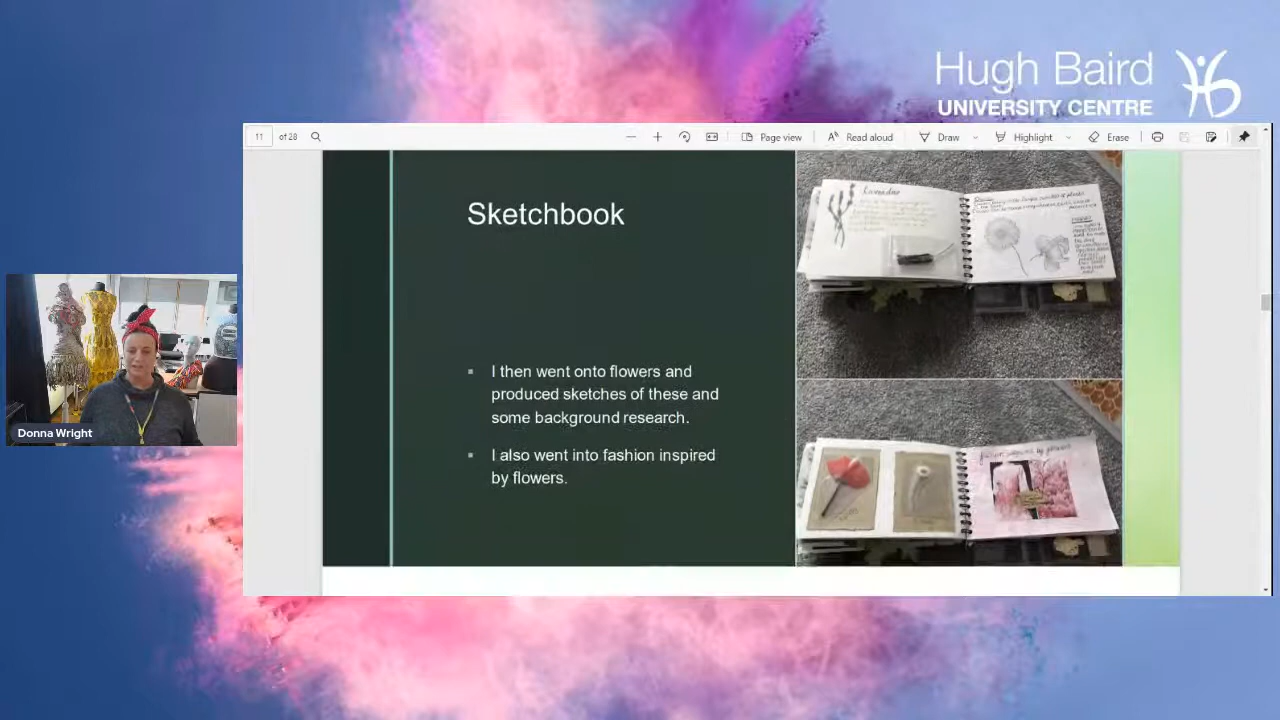 Hugh Baird
UNIVERSITY CENTRE
11 of 28
Page view
Read aloud
Draw
Highlight
Erase
Sketchbook
I then went onto flowers and
produced sketches of these and
some background research.
I also went into fashion inspired
by flowers.
Lavender
Donna Wright